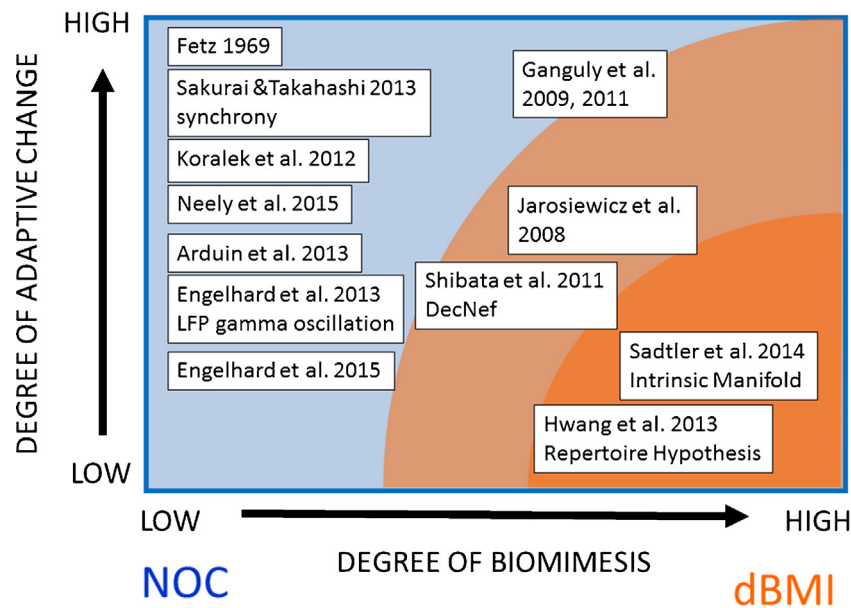 HIGH
DEGREE OF ADAPTIVE CHANGE
LOW
Fetz 1969
Sakurai &Takahashi 2013
synchrony
Koralek et al. 2012
Neely et al. 2015
Arduin et al. 2013
Engelhard et al. 2013
LFP gamma oscillation
Engelhard et al. 2015
Ganguly et al.
2009, 2011
Jarosiewicz et al.
2008
Shibata et al. 2011
DecNef
Sadtler et al. 2014
Intrinsic Manifold
Hwang et al. 2013
Repertoire Hypothesis
LOW
HIGH
DEGREE OF BIOMIMESIS
NOC
dBMI